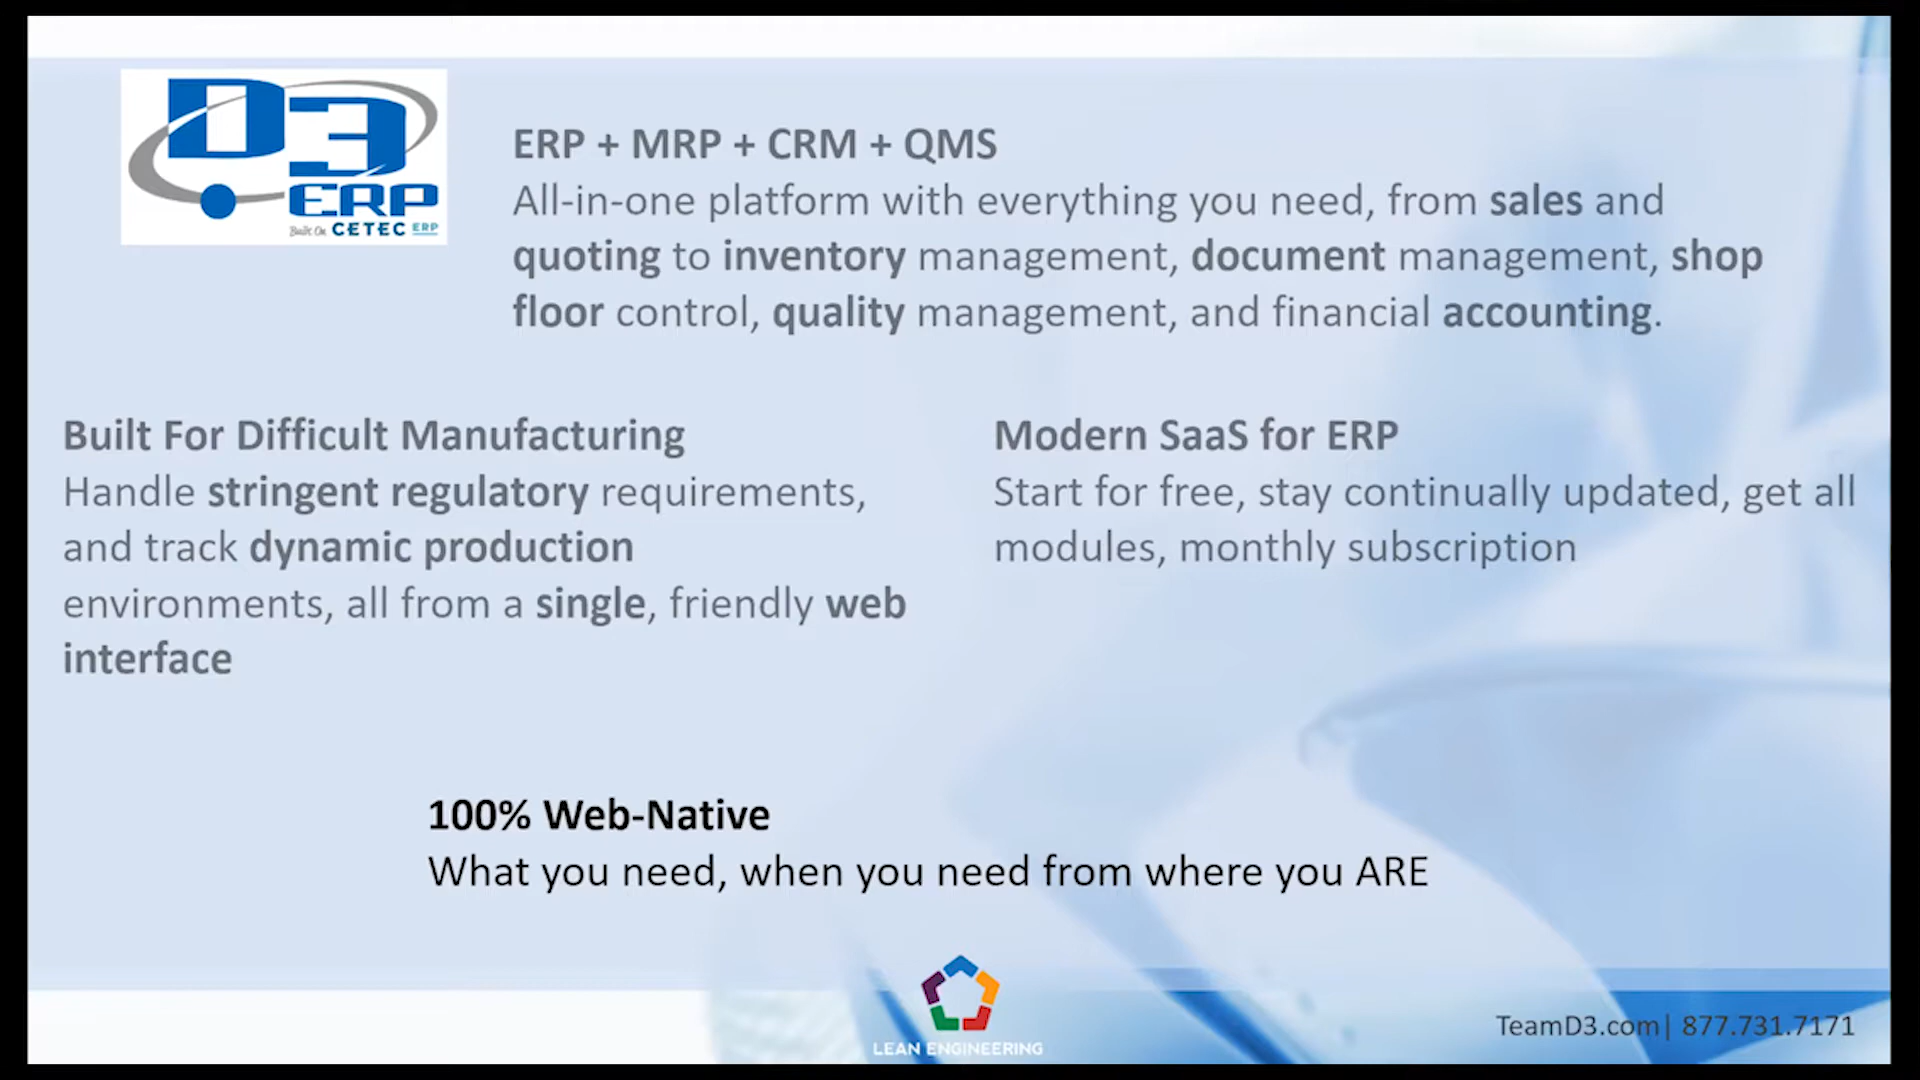 D3
ERP
Built On CETEC ERP
ERP + MRP + CRM + QMS
All-in-one platform with everything you need, from sales and
quoting to inventory management, document management, shop
floor control, quality management, and financial accounting.
Built For Difficult Manufacturing
Handle stringent regulatory requirements,
and track dynamic production
environments, all from a single, friendly web
interface
Modern SaaS for ERP
Start for free, stay continually updated, get all
modules, monthly subscription
100% Web-Native
What you need, when you need from where you ARE
LEAN ENGINEERING
TeamD3.com| 877.731.7171